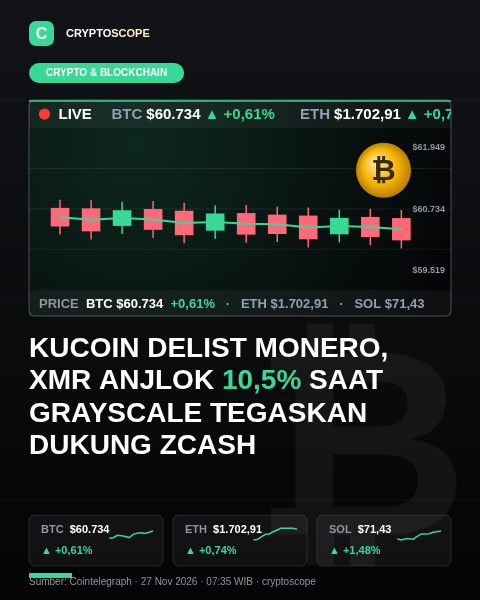 C CRYPTOSCOPE
CRYPTO & BLOCKCHAIN
LIVE BTC $60.734 ▲ +0,61% ETH $1.702,91 ▲ +0,7
$61.949
$60.734
$59.519
PRICE BTC $60.734 +0,61% · ETH $1.702,91 · SOL $71,43
KUCOIN DELIST MONERO,
XMR ANJLOK 10,5% SAAT
GRAYSCALE TEGASKAN
DUKUNG ZCASH
BTC $60.734
▲ +0,61%
ETH $1.702,91
▲ +0,74%
SOL $71,43
▲ +1,48%
Sumber: Cointelegraph · 27 Nov 2026 · 07:35 WIB · cryptoscope